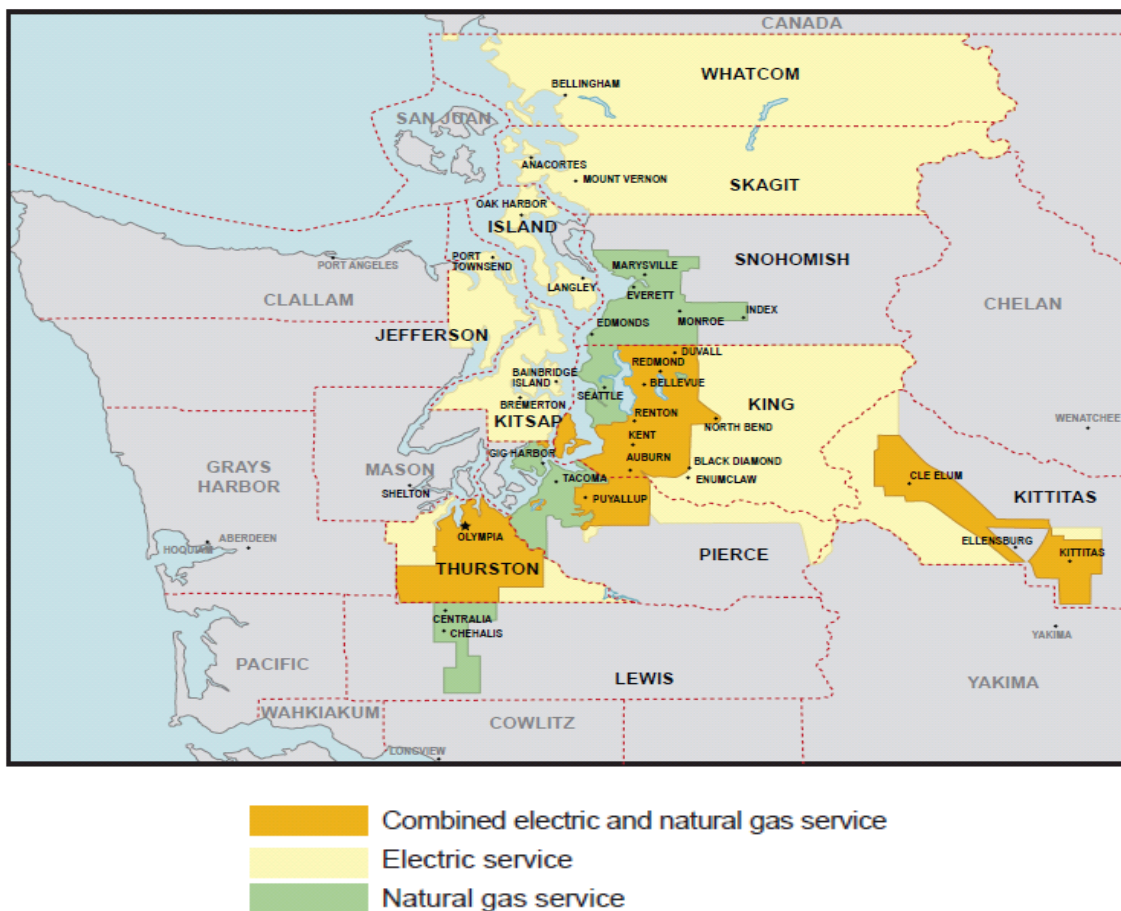 CANADA
WHATCOM
BELLINGHAM
SAN JUAN
ANACORTES
MOUNT VERNON
SKAGIT
OAK HARBOR
ISLAND
PORT
TOWNSEND
PORT ANGELES
MARYSVILLE
SNOHOMISH
LANGLEY
EVERETT
CLALLAM
CHELAN
MONROE
INDEX
EDMONDS
JEFFERSON
DUVALL
REDMOND
BAINBRIDGE
ISLAND
BELLEVUE
SEATTLE
BREMERTON
KING
KITSAP
RENTON
NORTH BEND
WENATCHEE
KENT
GIG HARBOR
AUBURN
BLACK DIAMOND
GRAYS
HARBOR
MASON
ENUMCLAW
TACOMA
CLE ELUM
SHELTON
PUYALLUP
KITTITAS
ABERDEEN
HOQUIAM
OLYMPIA
ELLENSBURG
PIERCE
KITTITAS
THURSTON
CENTRALIA
CHEHALIS
YAKIMA
PACIFIC
LEWIS
YAKIMA
WAHKIAKUM
COWLITZ
LONGVIEW
Combined electric and natural gas service
Electric service
Natural gas service